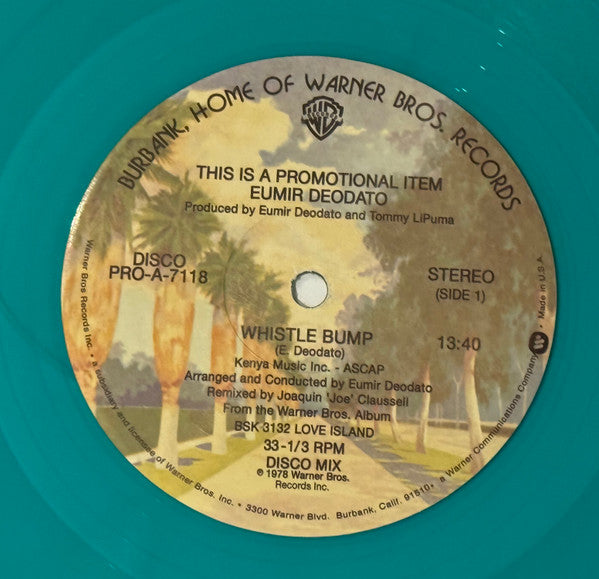 BURBANK, HOME OF WARNER BROS. RECORDS
THIS IS A PROMOTIONAL ITEM
EUMIR DEODATO
Produced by Eumir Deodato and Tommy LiPuma
DISCO
PRO-A-7118
STEREO
(SIDE 1)
WHISTLE BUMP
13:40
(E. Deodato)
Kenya Music Inc. - ASCAP
Arranged and Conducted by Eumir Deodato
Remixed by Joaquin 'Joe' Claussell
From the Warner Bros. Album
BSK 3132 LOVE ISLAND
33-1/3 RPM
DISCO MIX
℗ 1978 Warner Bros.
Records Inc.
Warner Bros Records Inc. • a subsidiary and licensee of Warner Bros. Inc. • 3300 Warner Blvd. Burbank, Calif. 91510 • a Warner Communications Company • Made in U.S.A.